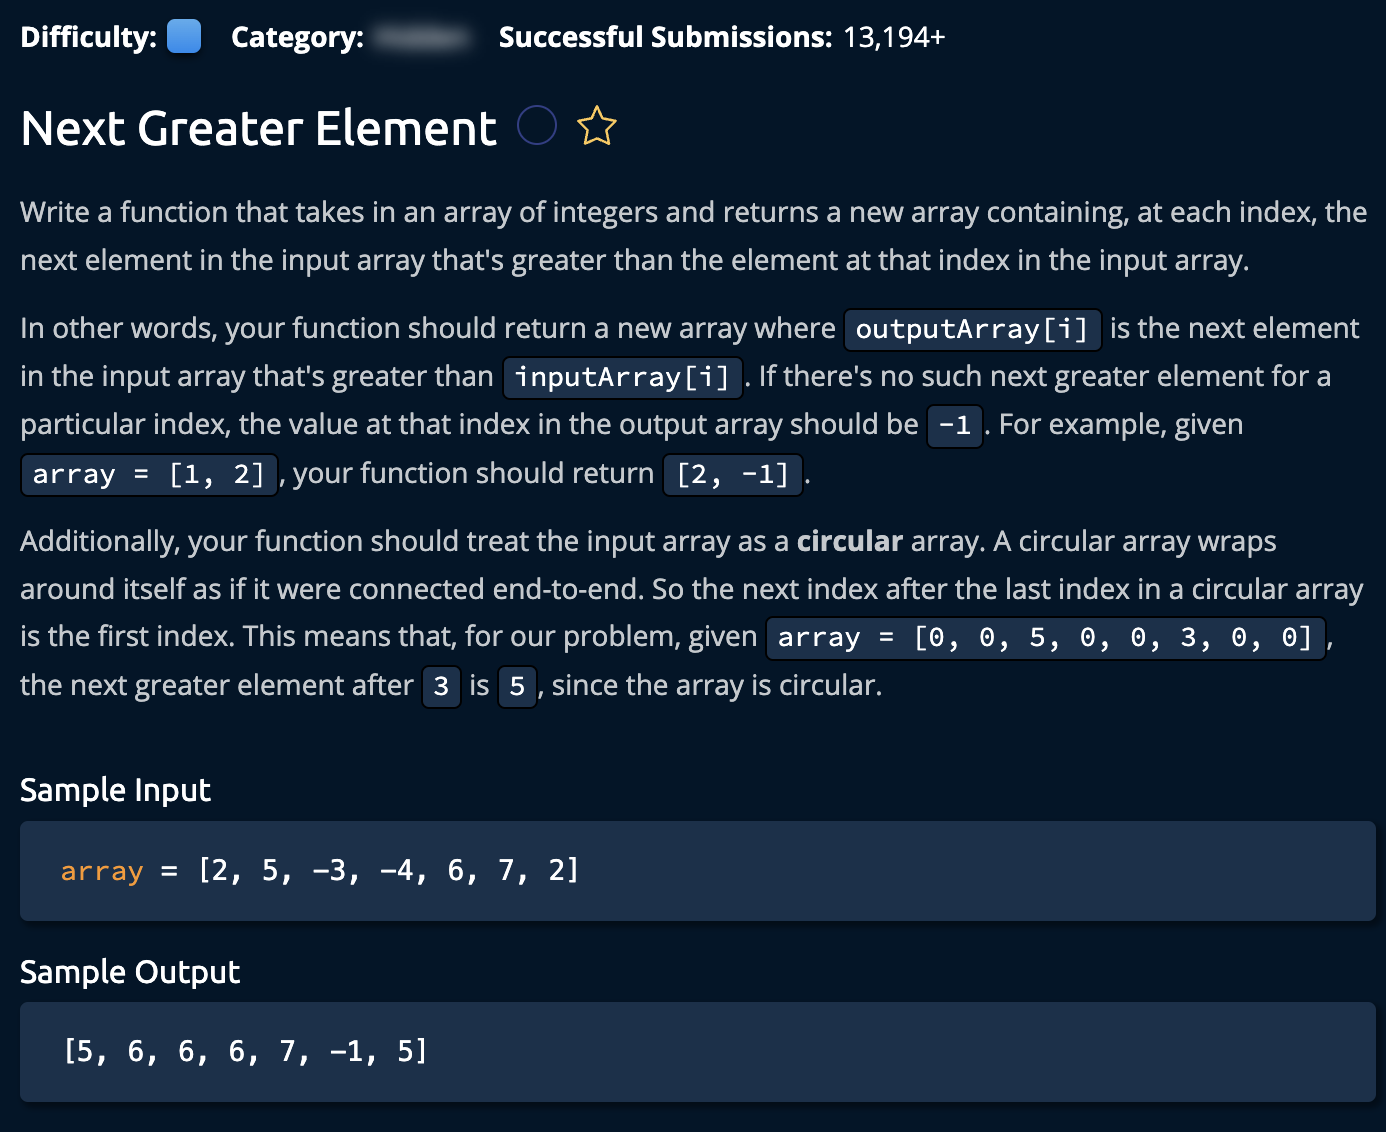 Difficulty: Category: Successful Submissions: 13,194+
Next Greater Element
Write a function that takes in an array of integers and returns a new array containing, at each index, the
next element in the input array that's greater than the element at that index in the input array.
In other words, your function should return a new array where outputArray[i] is the next element
in the input array that's greater than inputArray[i]. If there's no such next greater element for a
particular index, the value at that index in the output array should be -1. For example, given
array = [1, 2], your function should return [2, -1].
Additionally, your function should treat the input array as a circular array. A circular array wraps
around itself as if it were connected end-to-end. So the next index after the last index in a circular array
is the first index. This means that, for our problem, given array = [0, 0, 5, 0, 0, 3, 0, 0],
the next greater element after 3 is 5, since the array is circular.
Sample Input
array = [2, 5, -3, -4, 6, 7, 2]
Sample Output
[5, 6, 6, 6, 7, -1, 5]